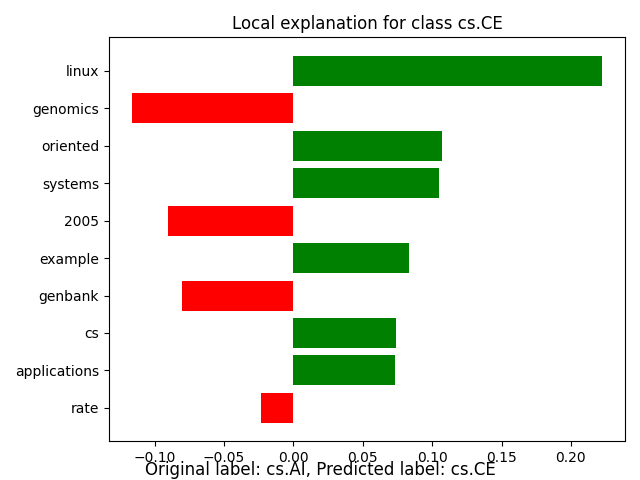 Local explanation for class cs.CE
linux
genomics
oriented
systems
2005
example
genbank
cs
applications
rate
−0.10 −0.05 0.00 0.05 0.10 0.15 0.20
Original label: cs.AI, Predicted label: cs.CE